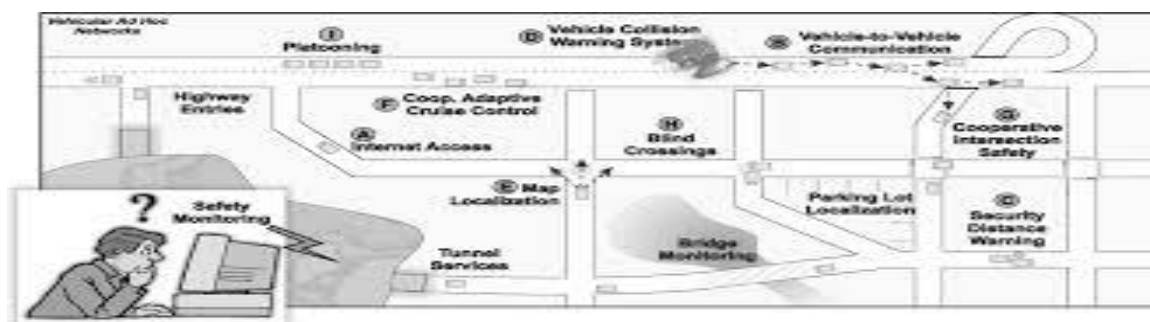 Vehicular Ad Hoc
Networks
I
Platooning
D Vehicle Collision
Warning System
B Vehicle-to-Vehicle
Communication
Highway
Entries
F Coop. Adaptive
Cruise Control
A
Internet Access
H
Blind
Crossings
G
Cooperative
Intersection
Safety
?
Safety
Monitoring
E Map
Localization
Parking Lot
Localization
C
Security
Distance
Warning
Tunnel
Services
Bridge
Monitoring